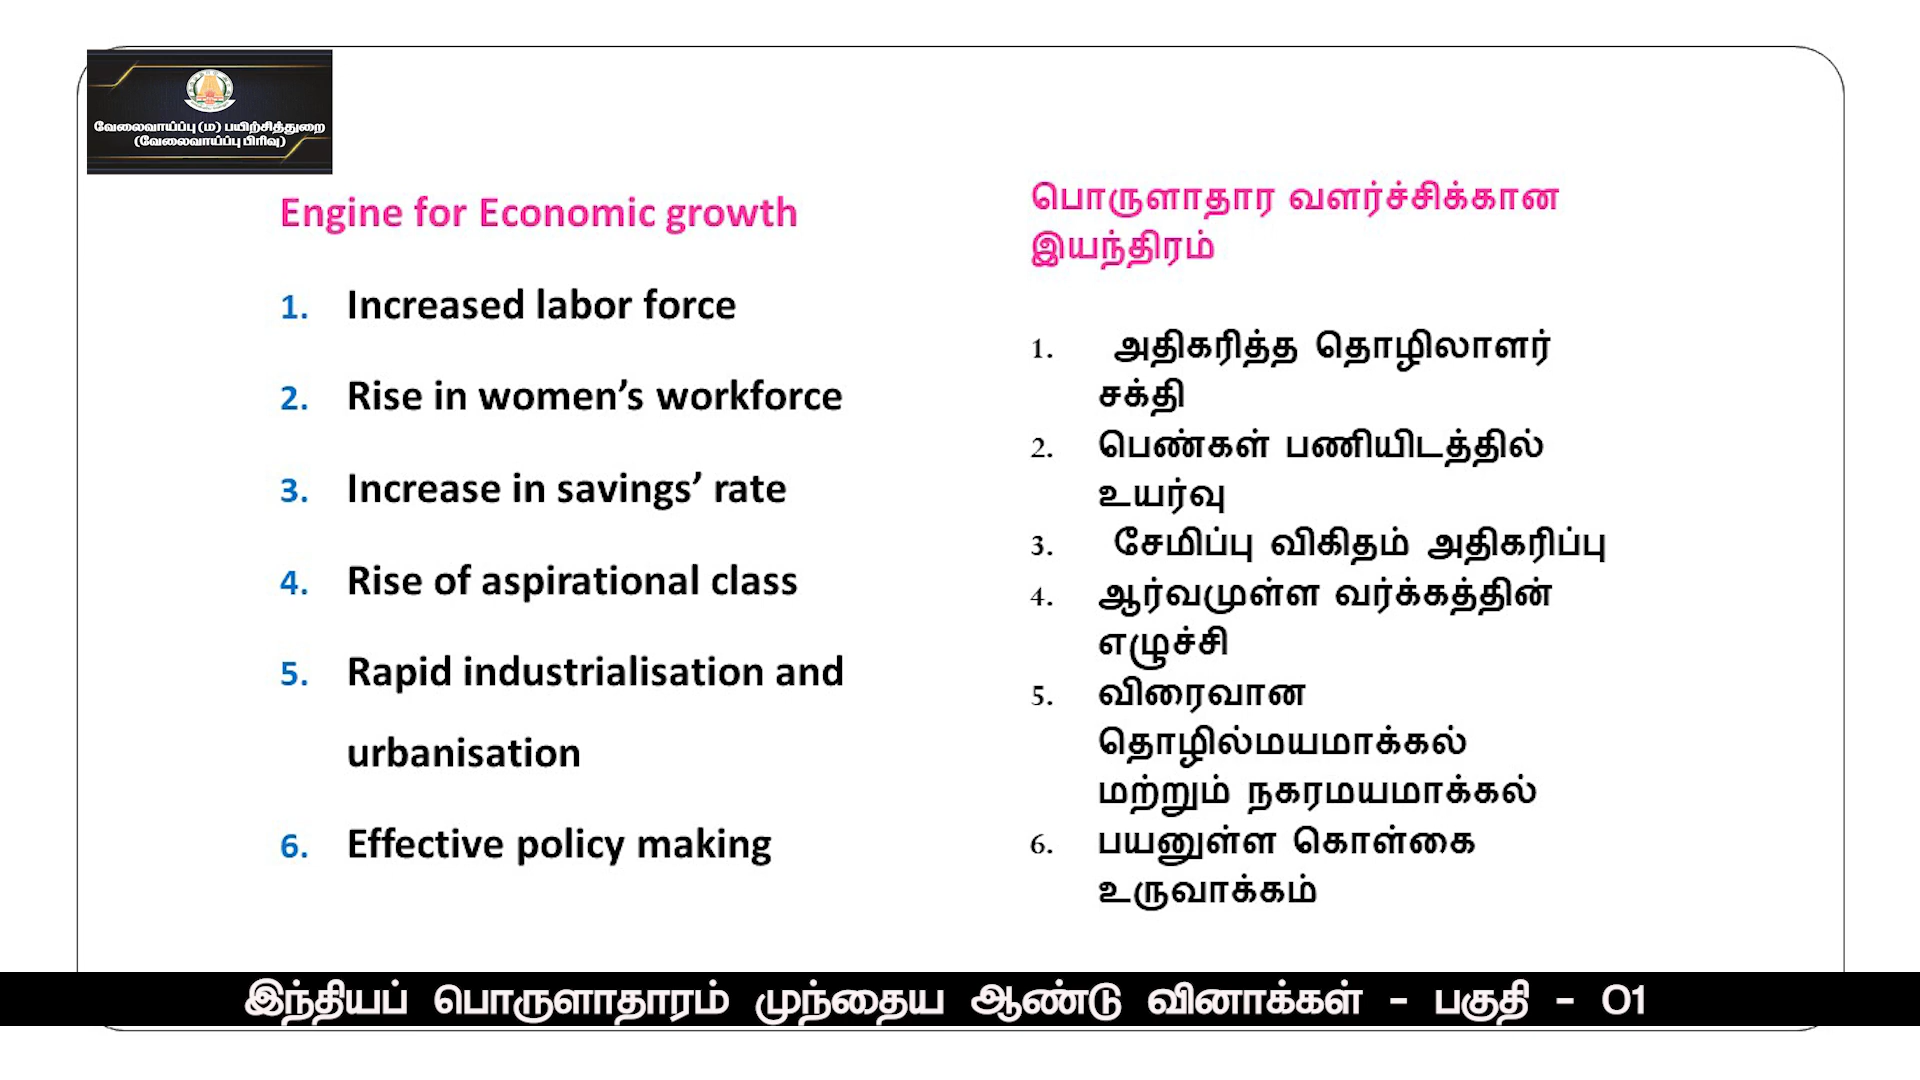 வேலைவாய்ப்பு (ம) பயிற்சித்துறை
(வேலைவாய்ப்பு பிரிவு)
Engine for Economic growth
1. Increased labor force
2. Rise in women’s workforce
3. Increase in savings’ rate
4. Rise of aspirational class
5. Rapid industrialisation and
urbanisation
6. Effective policy making
பொருளாதார வளர்ச்சிக்கான
இயந்திரம்
1. அதிகரித்த தொழிலாளர்
சக்தி
2. பெண்கள் பணியிடத்தில்
உயர்வு
3. சேமிப்பு விகிதம் அதிகரிப்பு
4. ஆர்வமுள்ள வர்க்கத்தின்
எழுச்சி
5. விரைவான
தொழில்மயமாக்கல்
மற்றும் நகரமயமாக்கல்
6. பயனுள்ள கொள்கை
உருவாக்கம்
இந்தியப் பொருளாதாரம் முந்தைய ஆண்டு வினாக்கள் - பகுதி - 01